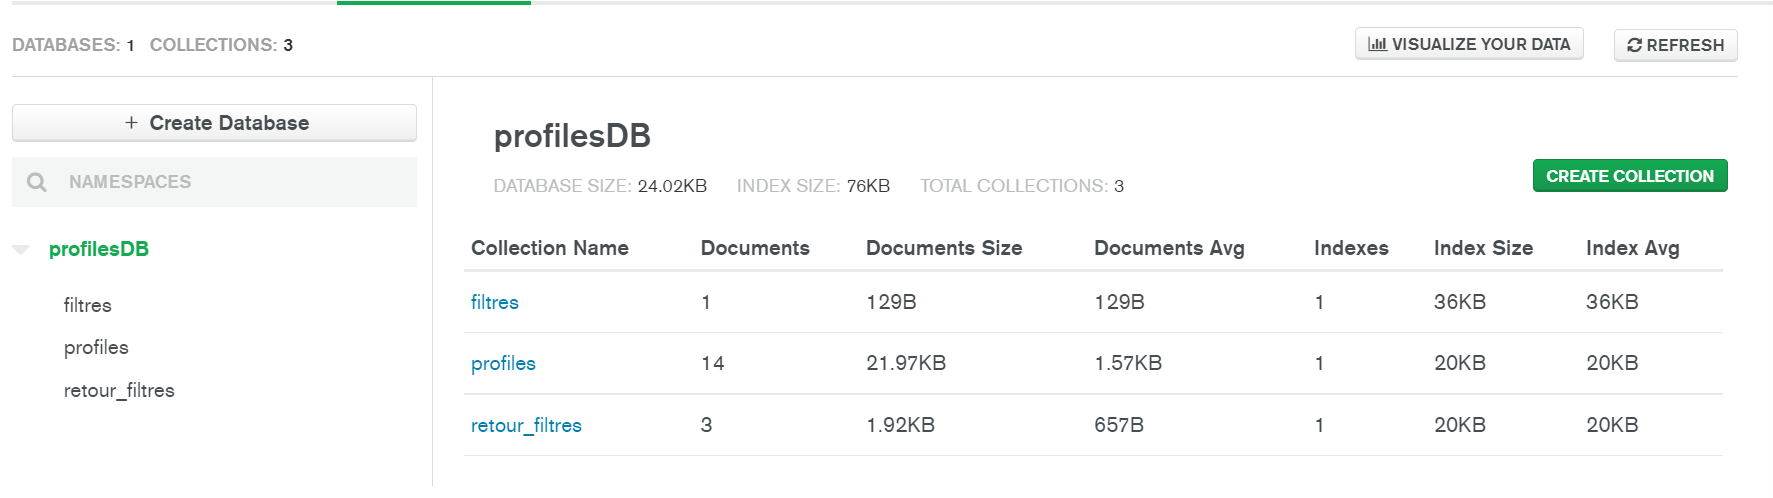 DATABASES: 1 COLLECTIONS: 3
VISUALIZE YOUR DATA
REFRESH
+ Create Database
NAMESPACES
profilesDB
filtres
profiles
retour_filtres
profilesDB
DATABASE SIZE: 24.02KB INDEX SIZE: 76KB TOTAL COLLECTIONS: 3
CREATE COLLECTION
Collection Name Documents Documents Size Documents Avg Indexes Index Size Index Avg
filtres 1 129B 129B 1 36KB 36KB
profiles 14 21.97KB 1.57KB 1 20KB 20KB
retour_filtres 3 1.92KB 657B 1 20KB 20KB